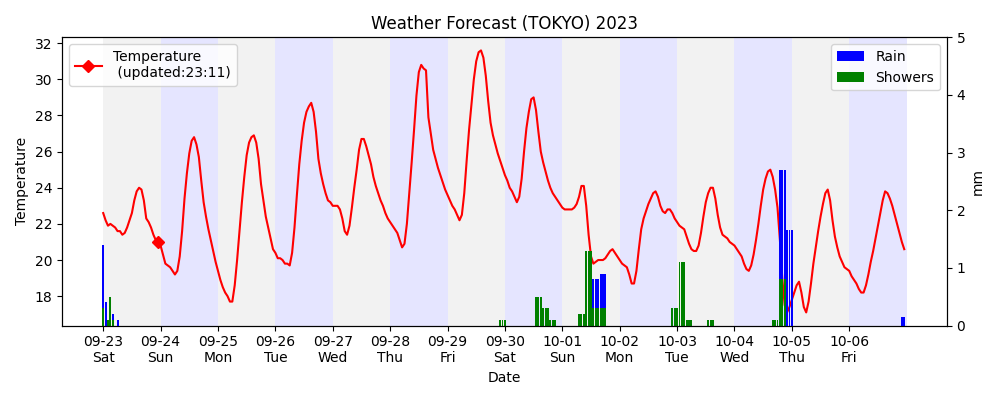 Weather Forecast (TOKYO) 2023
Temperature
(updated:23:11)
Rain
Showers
Temperature
32
30
28
26
24
22
20
18
5
4
3
2
1
0
mm
09-23 09-24 09-25 09-26 09-27 09-28 09-29 09-30 10-01 10-02 10-03 10-04 10-05 10-06
Sat Sun Mon Tue Wed Thu Fri Sat Sun Mon Tue Wed Thu Fri
Date